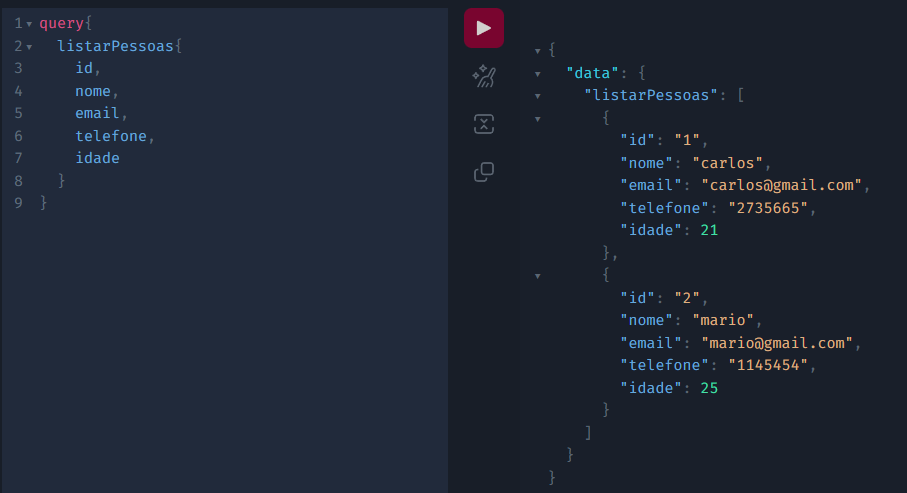 1 query{
2 listarPessoas{
3 id,
4 nome,
5 email,
6 telefone,
7 idade
8 }
9 }
{
"data": {
"listarPessoas": [
{
"id": "1",
"nome": "carlos",
"email": "carlos@gmail.com",
"telefone": "2735665",
"idade": 21
},
{
"id": "2",
"nome": "mario",
"email": "mario@gmail.com",
"telefone": "1145454",
"idade": 25
}
]
}
}